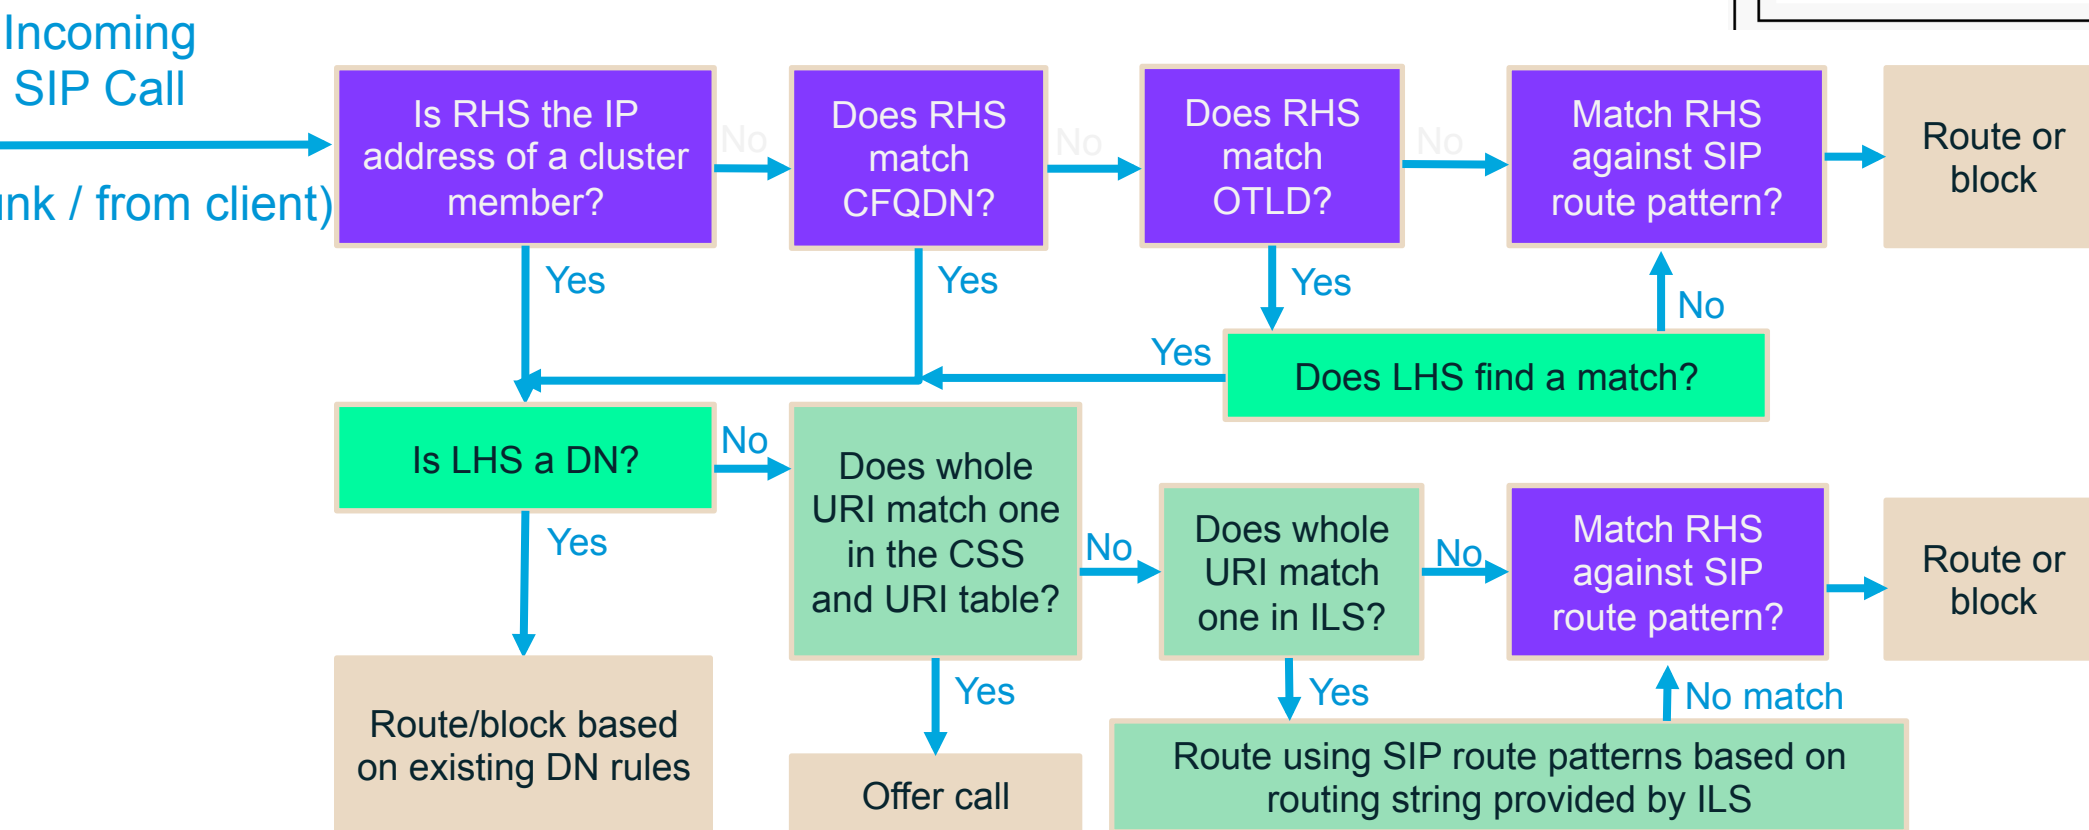 Incoming
SIP Call
/ from client)
Is RHS the IP
address of a cluster
member?
No
Does RHS
match
CFQDN?
No
Does RHS
match
OTLD?
No
Match RHS
against SIP
route pattern?
Route or
block
Yes
Yes
Yes
No
Yes
Does LHS find a match?
Is LHS a DN?
No
Does whole
URI match one
in the CSS
and URI table?
No
Does whole
URI match
one in ILS?
No
Match RHS
against SIP
route pattern?
Route or
block
Yes
Yes
Yes
No match
Route/block based
on existing DN rules
Offer call
Route using SIP route patterns based on
routing string provided by ILS